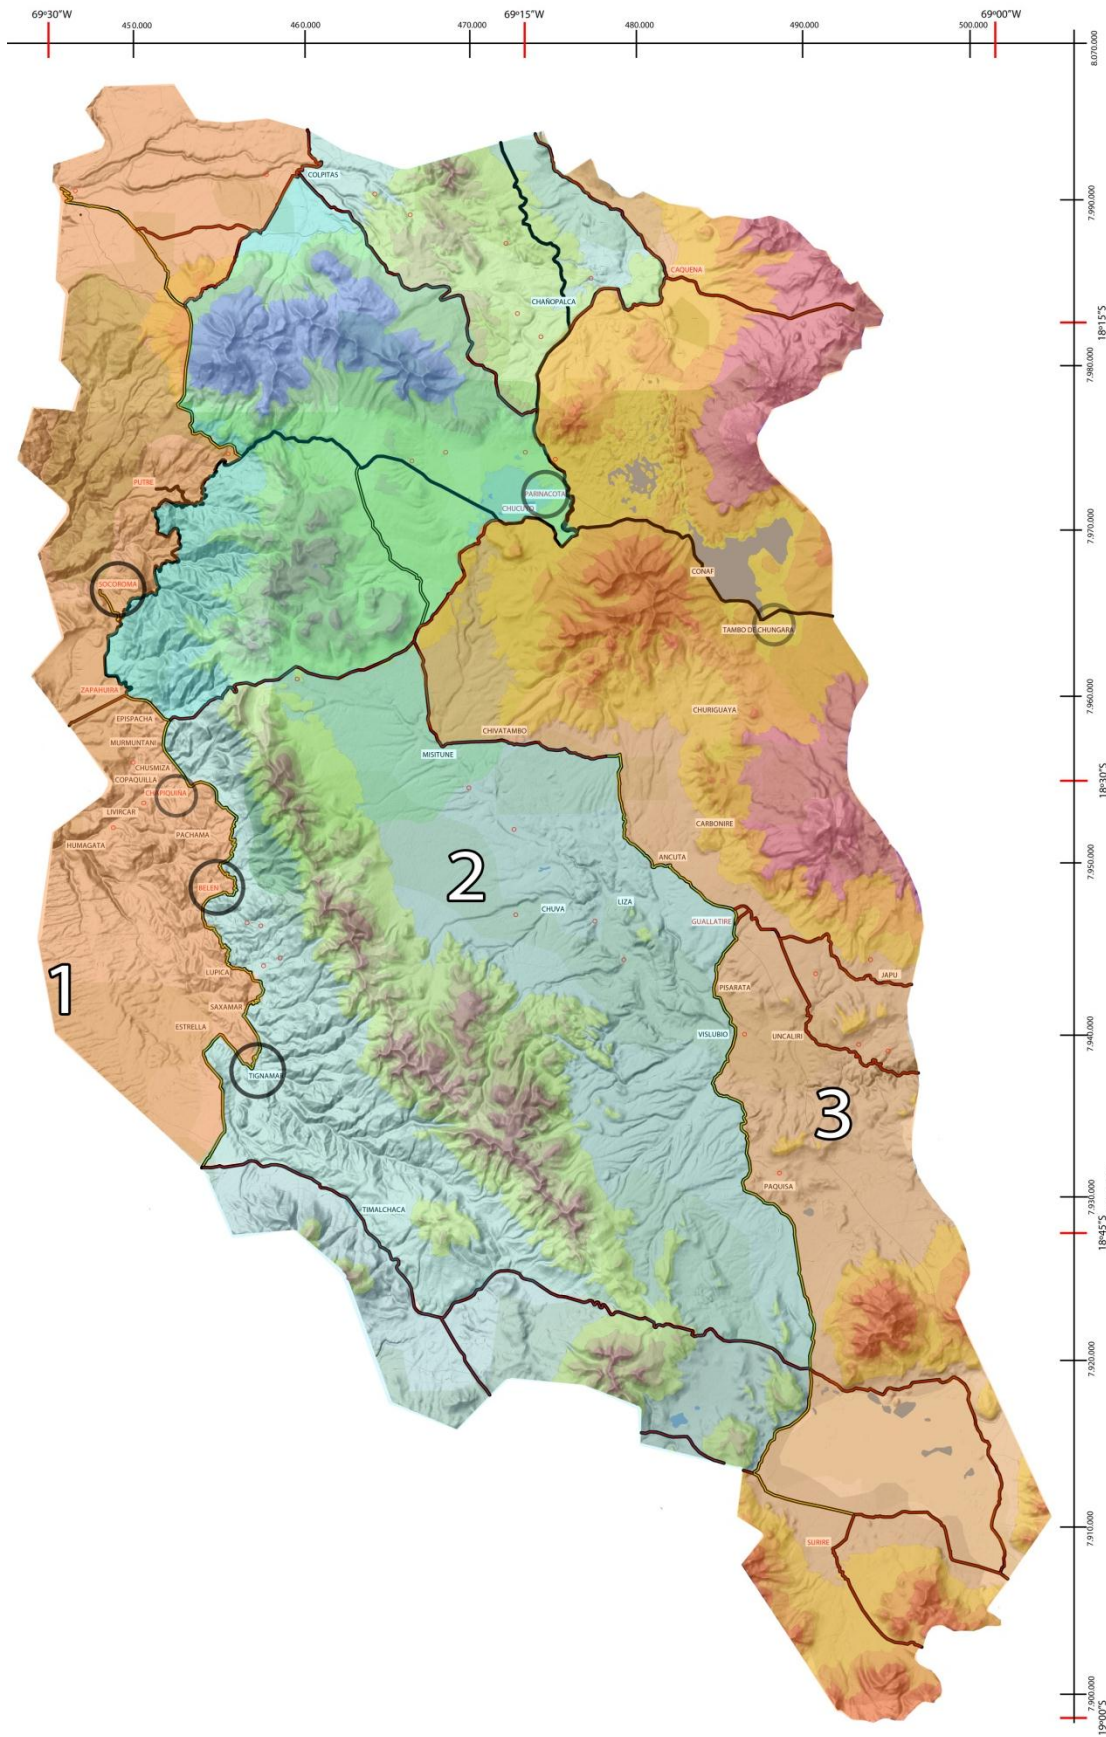 69º30"W
69º15"W
69º00"W
450.000
460.000
470.000
480.000
490.000
500.000
8.070.000
COLPITAS
7.990.000
CAQUENA
CHAÑOPALCA
18º15"S
7.980.000
PUTRE
PARINACOTA
CHUCUYO
7.970.000
CONAF
SOCOROMA
TAMBO DE CHUNGARA
ZAPAHUIRA
7.960.000
CHURIGUAYA
EPISPACHA
CHIVATAMBO
MURMUNTANI
MISITUNE
CHUSMIZA
COPAQUILLA
18º30"S
CHAPIQUIÑA
LIVIRCAR
CARBONIRE
PACHAMA
HUMAGATA
ANCUTA
7.950.000
2
BELEN
LIZA
CHUVA
GUALLATIRE
LUPICA
JAPU
1
PISARATA
SAXAMAR
ESTRELLA
VISLUBIO
UNCALIRI
7.940.000
TIGNAMAR
3
PAQUISA
7.930.000
TIMALCHACA
18º45"S
7.920.000
7.910.000
SURIRE
7.900.000
19º00"S